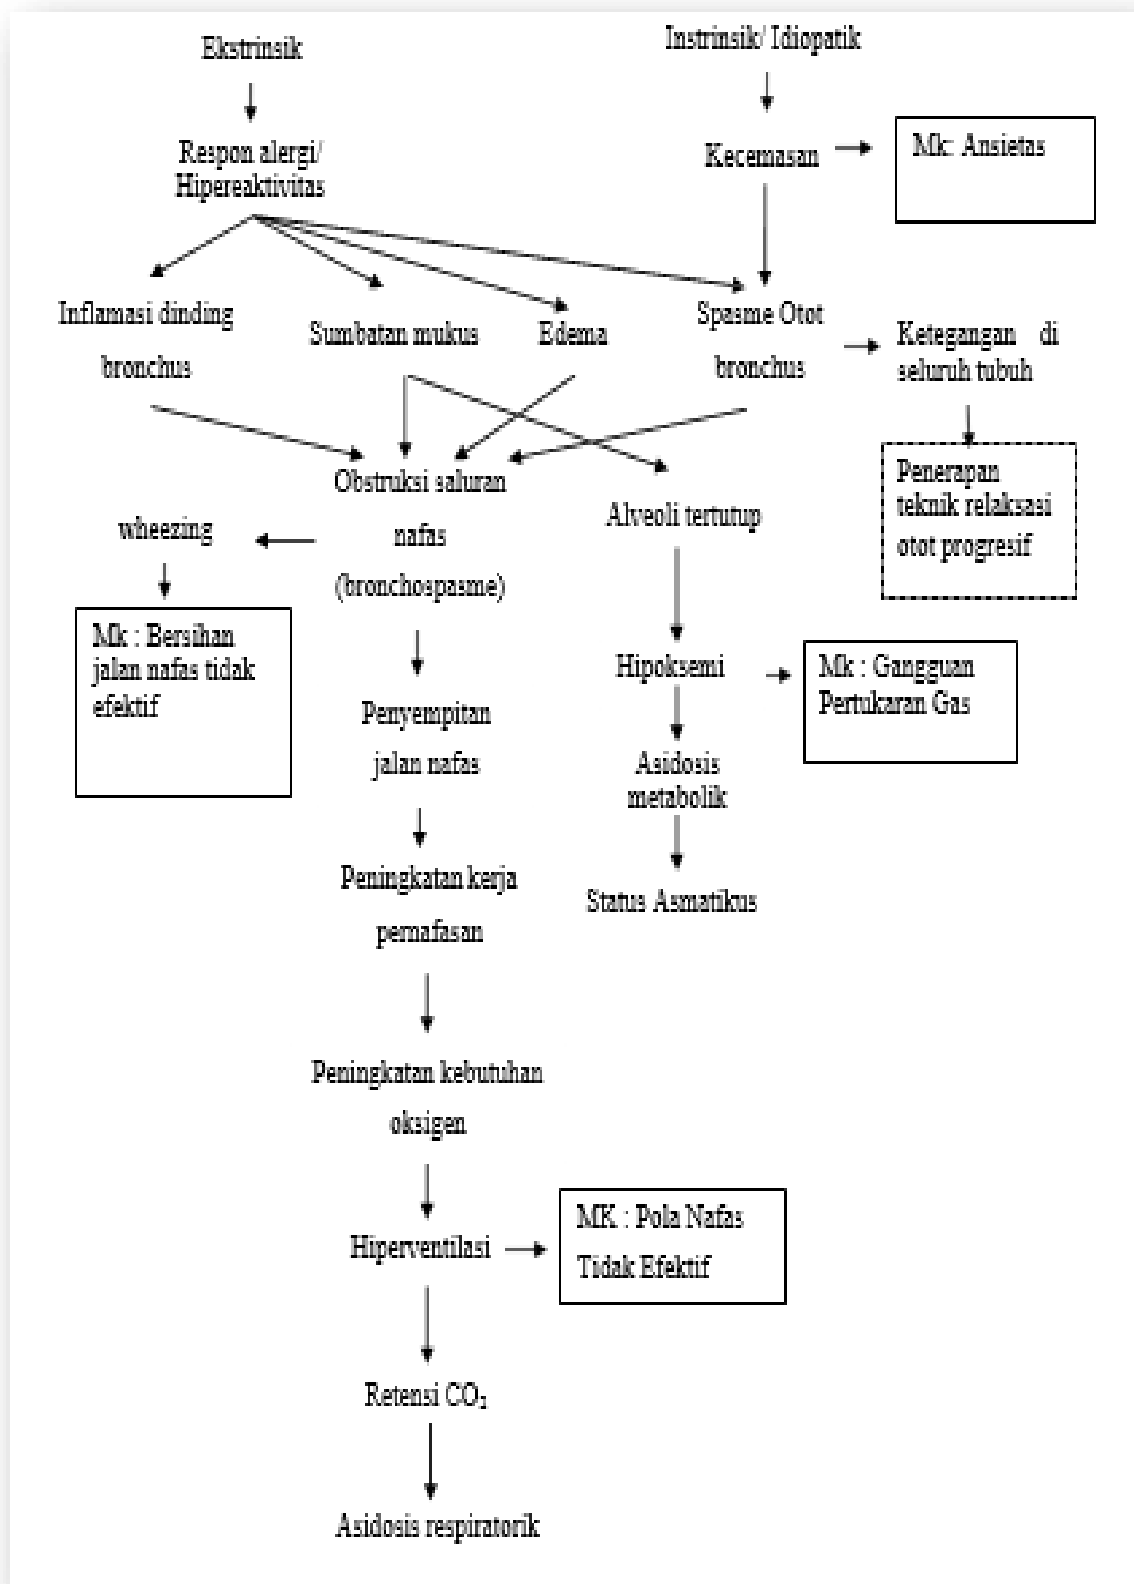 Ekstrinsik
Instrinsik/ Idiopatik
Respon alergi/
Hipereaktivitas
Kecemasan
Mk: Ansietas
Inflamasi dinding
bronchus
Sumbatan mukus
Edema
Spasme Otot
bronchus
Ketegangan di
seluruh tubuh
Penerapan
teknik relaksasi
otot progresif
Obstruksi saluran
nafas
(bronchospasme)
wheezing
Alveoli tertutup
Mk : Bersihan
jalan nafas tidak
efektif
Hipoksemi
Mk : Gangguan
Pertukaran Gas
Penyempitan
jalan nafas
Asidosis
metabolik
Peningkatan kerja
pernafasan
Status Asmatikus
Peningkatan kebutuhan
oksigen
Hiperventilasi
MK : Pola Nafas
Tidak Efektif
Retensi CO₂
Asidosis respiratorik